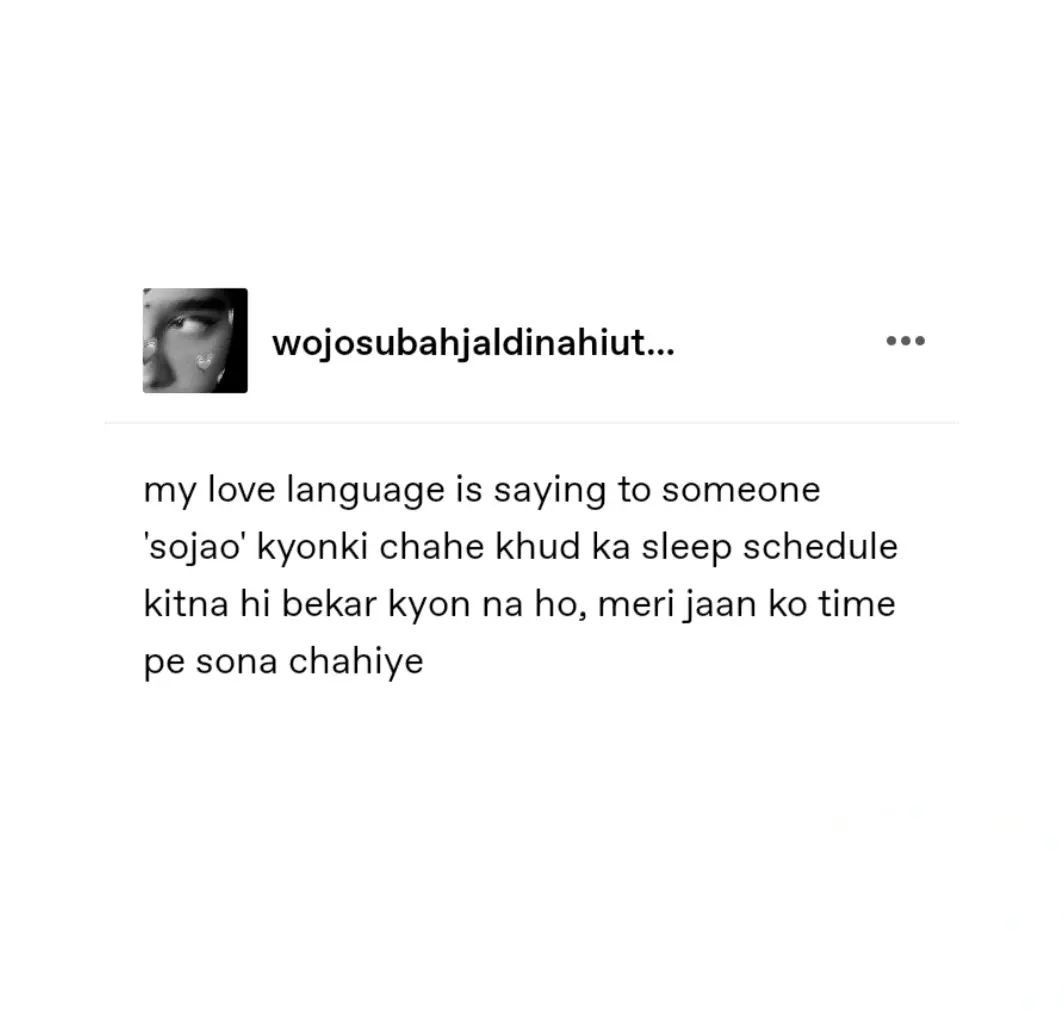 wojosubahjaldinahiut...
my love language is saying to someone
'sojao' kyonki chahe khud ka sleep schedule
kitna hi bekar kyon na ho, meri jaan ko time
pe sona chahiye